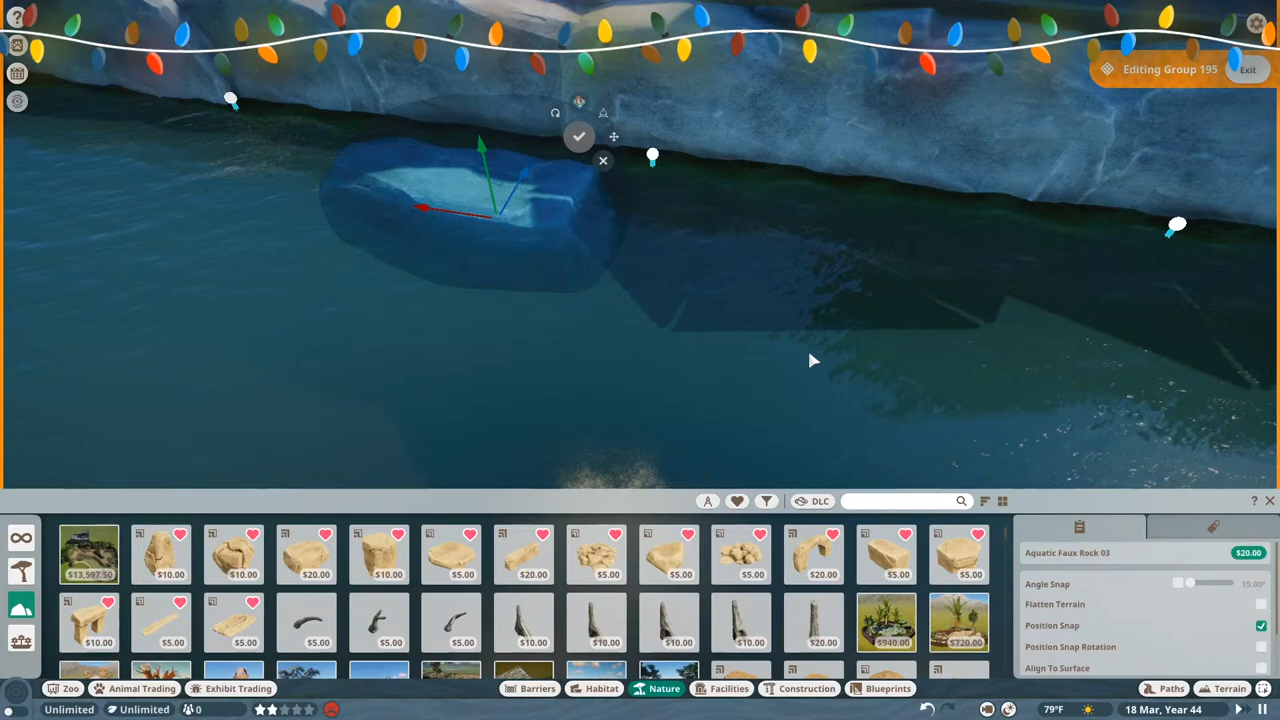 ?
Editing Group 195
Exit
DLC
?
$13,597.50
$10.00
$10.00
$20.00
$10.00
$5.00
$5.00
$5.00
$5.00
$5.00
$20.00
$5.00
$5.00
Aquatic Faux Rock 03
$20.00
Angle Snap
15.00°
Flatten Terrain
$10.00
$5.00
$5.00
$5.00
$5.00
$5.00
$10.00
$10.00
$10.00
$10.00
$20.00
$940.00
$720.00
Position Snap
Position Snap Rotation
Align To Surface
Zoo
Animal Trading
Exhibit Trading
Barriers
Habitat
Nature
Facilities
Construction
Blueprints
Paths
Terrain
Unlimited
Unlimited
0
79°F
18 Mar, Year 44